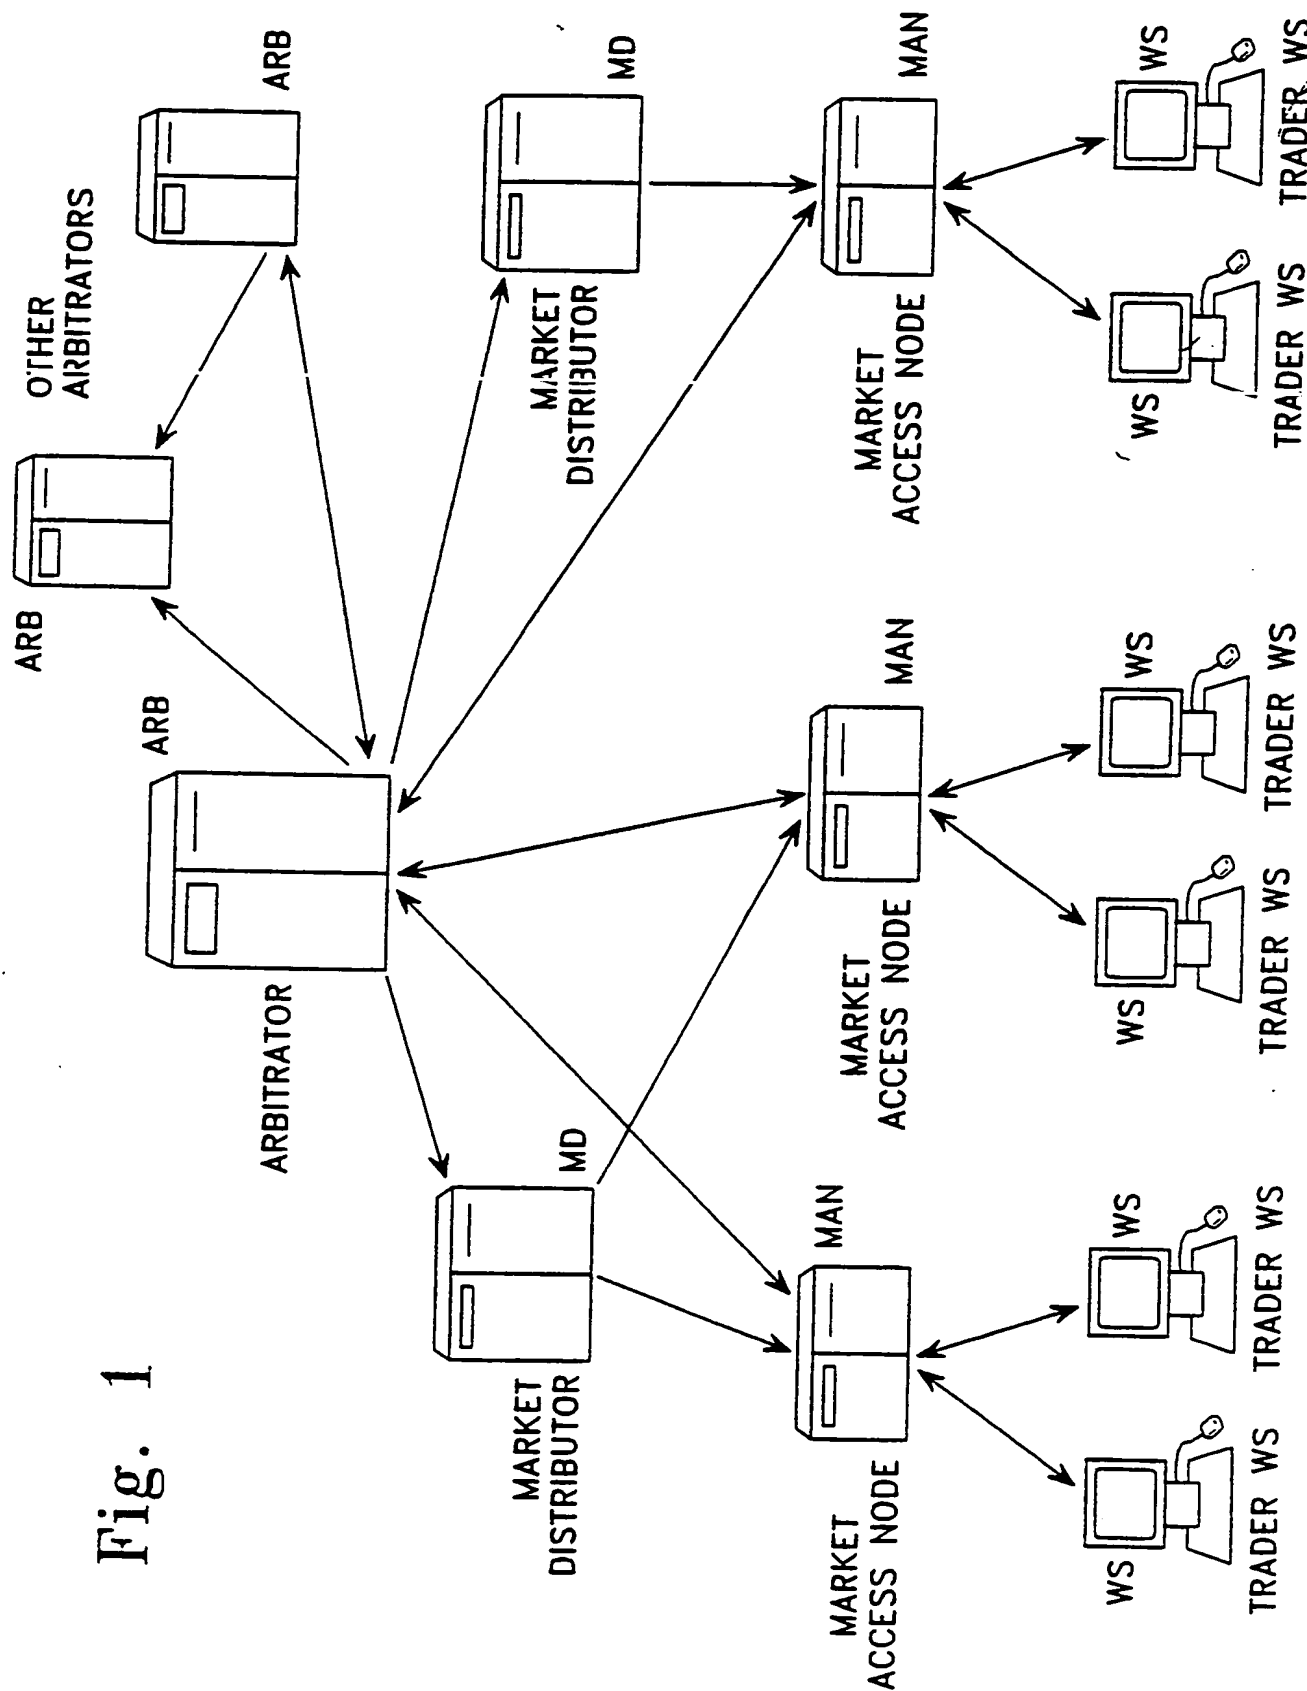 Fig. 1
OTHER
ARBITRATORS
ARB
ARB
ARB
ARBITRATOR
MARKET
DISTRIBUTOR
MD
MARKET
DISTRIBUTOR
MD
MARKET
ACCESS NODE
MAN
MARKET
ACCESS NODE
MAN
MARKET
ACCESS NODE
MAN
WS
TRADER WS
WS
TRADER WS
WS
TRADER WS
WS
TRADER WS
WS
TRADER WS
WS
TRADER WS